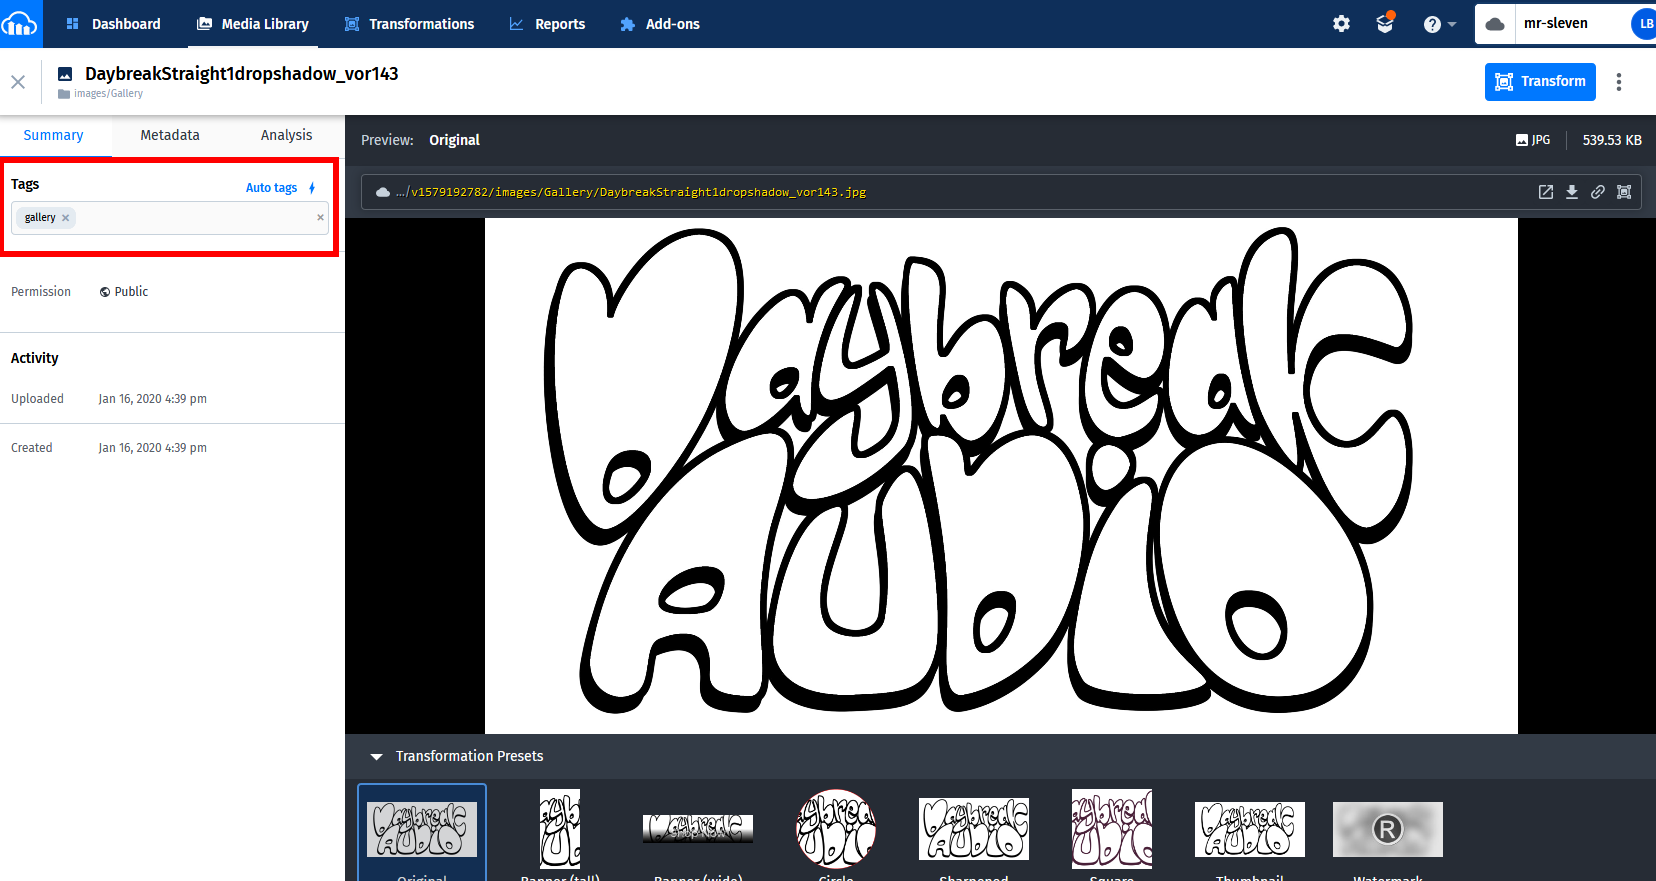 Dashboard
Media Library
Transformations
Reports
Add-ons
mr-sleven
LB
DaybreakStraight1dropshadow_vor143
images/Gallery
Transform
Summary
Metadata
Analysis
Preview: Original
JPG
539.53 KB
Tags
Auto tags
gallery
.../v1579192782/images/Gallery/DaybreakStraight1dropshadow_vor143.jpg
Permission
Public
Activity
Uploaded
Jan 16, 2020 4:39 pm
Created
Jan 16, 2020 4:39 pm
Daybreak
Audio
Transformation Presets
Daybreak
Audio
R
Original
Banner (tall)
Banner (wide)
Circle
Sharpened
Square
Thumbnail
Watermark